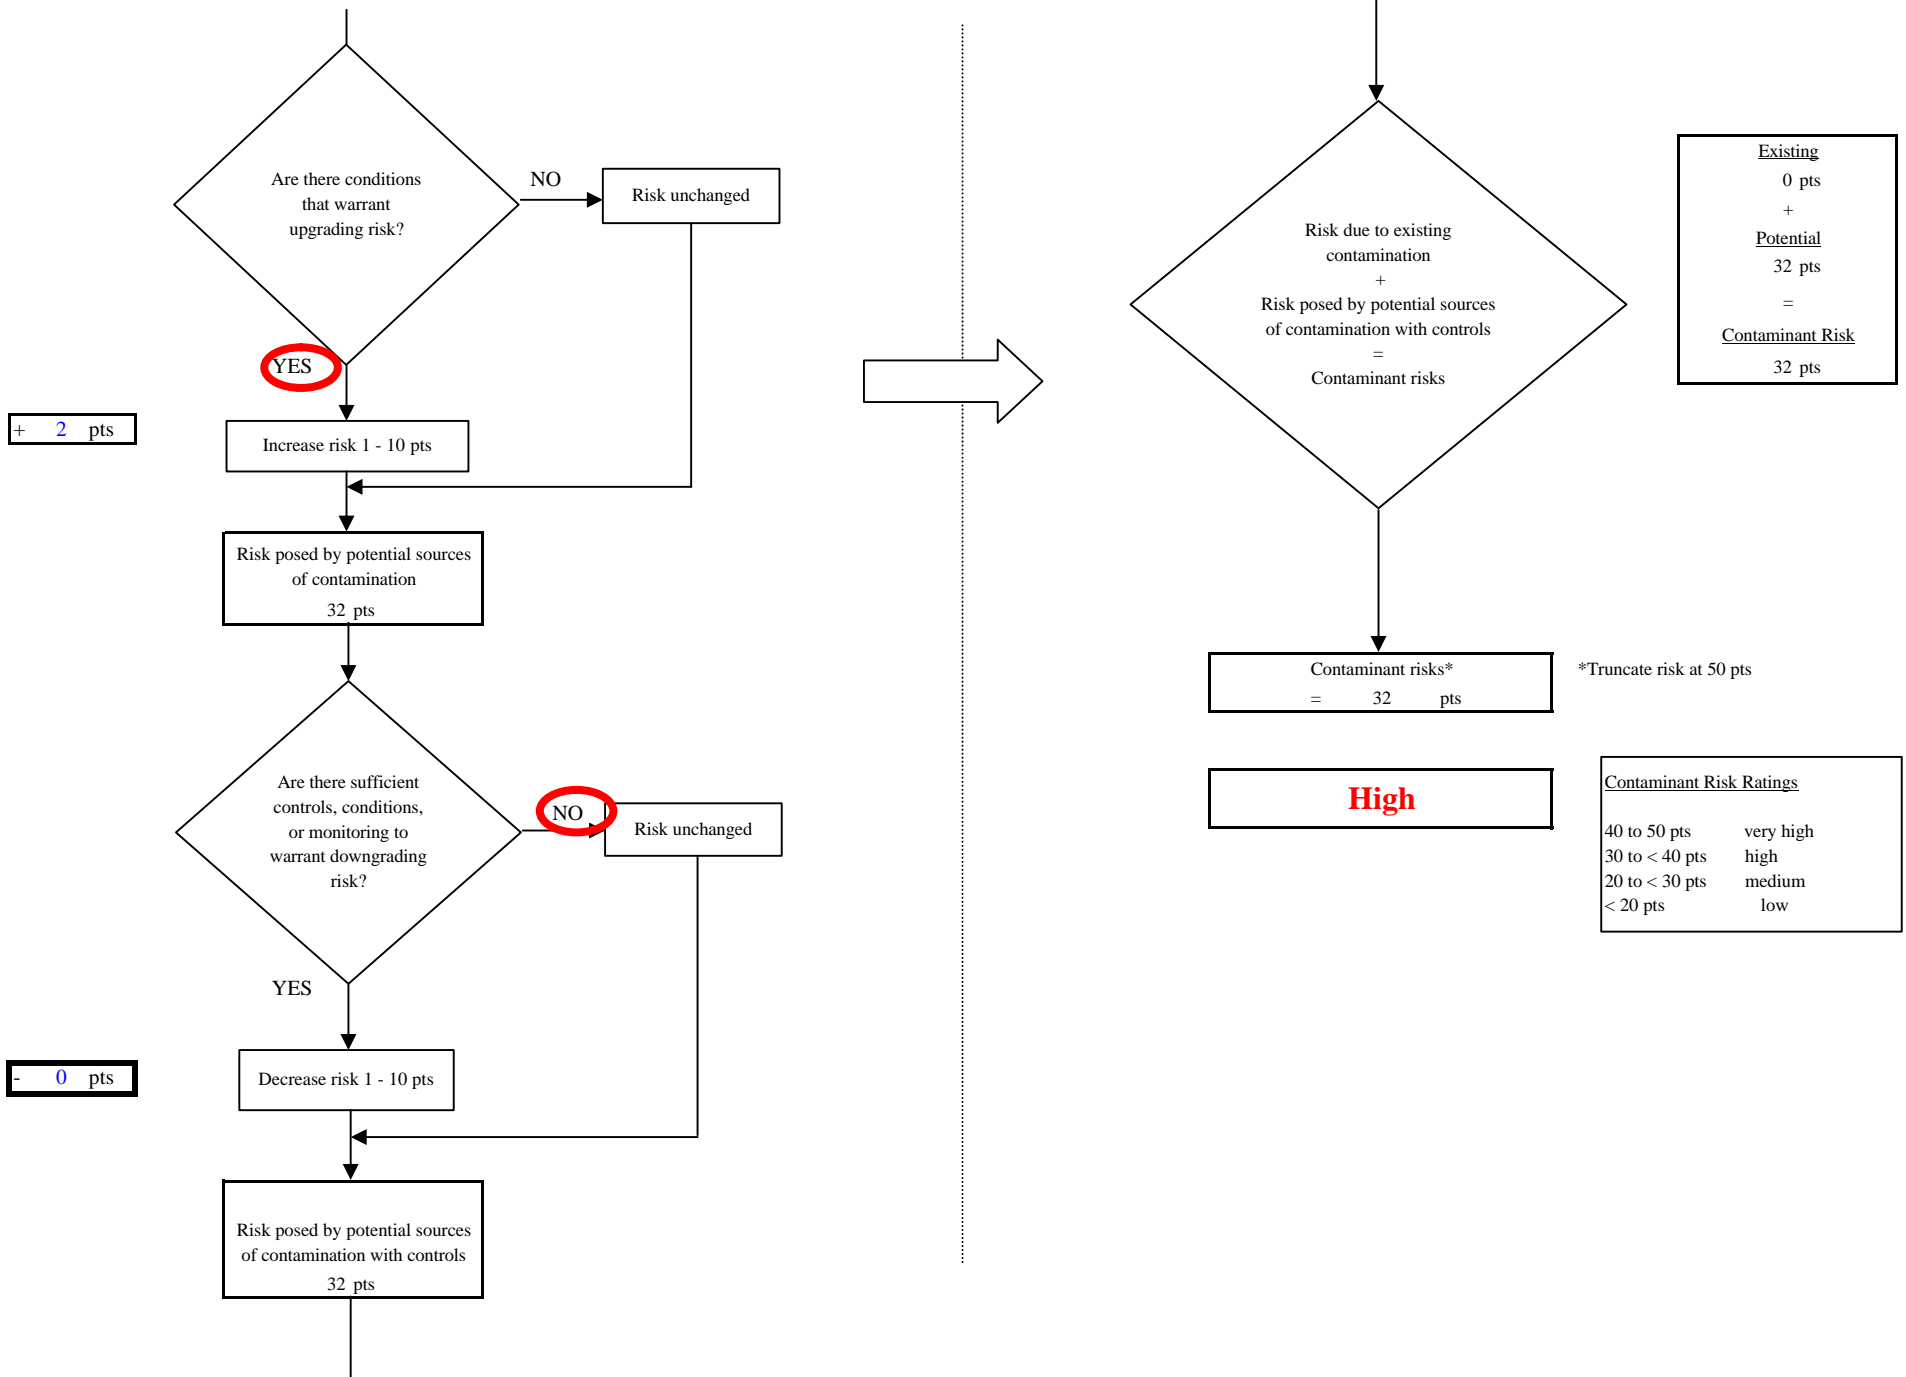 Are there conditions
that warrant
upgrading risk?
NO
Risk unchanged
YES
+ 2 pts
Increase risk 1 - 10 pts
Risk posed by potential sources
of contamination
32 pts
Are there sufficient
controls, conditions,
or monitoring to
warrant downgrading
risk?
NO
Risk unchanged
YES
- 0 pts
Decrease risk 1 - 10 pts
Risk posed by potential sources
of contamination with controls
32 pts
Risk due to existing
contamination
+
Risk posed by potential sources
of contamination with controls
=
Contaminant risks
Existing
0 pts
+
Potential
32 pts
=
Contaminant Risk
32 pts
Contaminant risks*
= 32 pts
*Truncate risk at 50 pts
High
Contaminant Risk Ratings
40 to 50 pts very high
30 to < 40 pts high
20 to < 30 pts medium
< 20 pts low